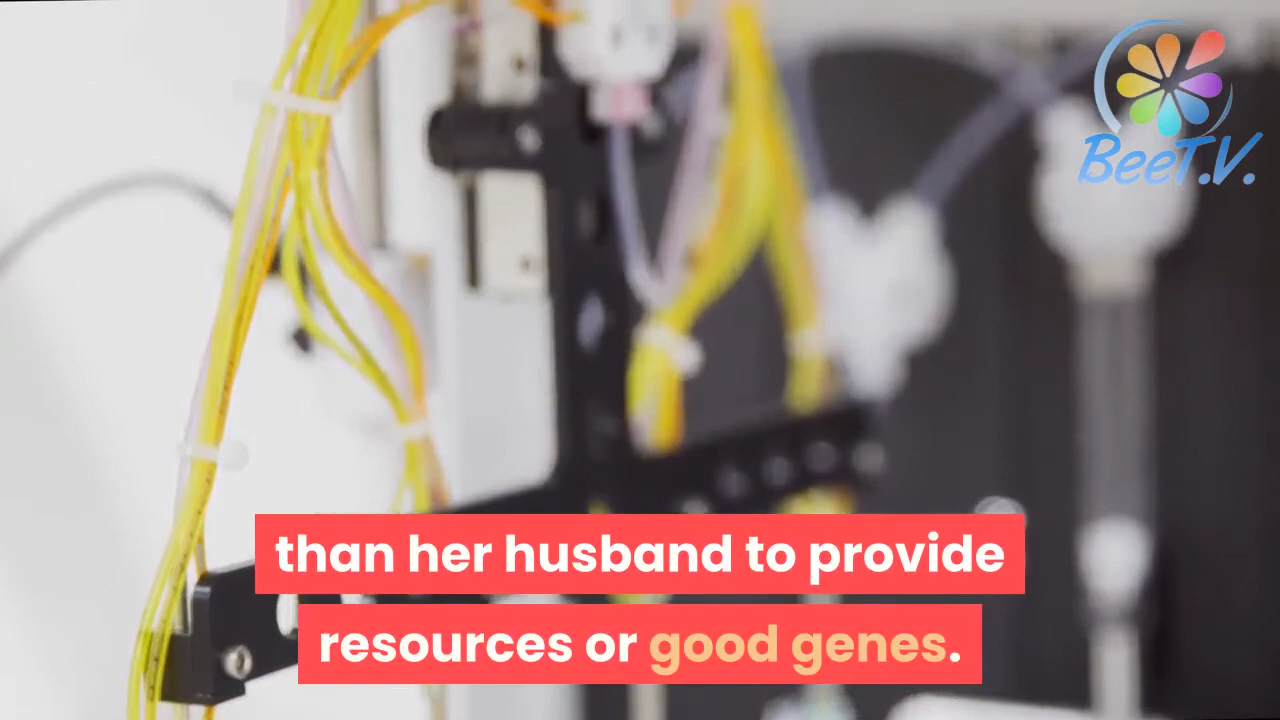 BeeT.V.
than her husband to provide
resources or good genes.